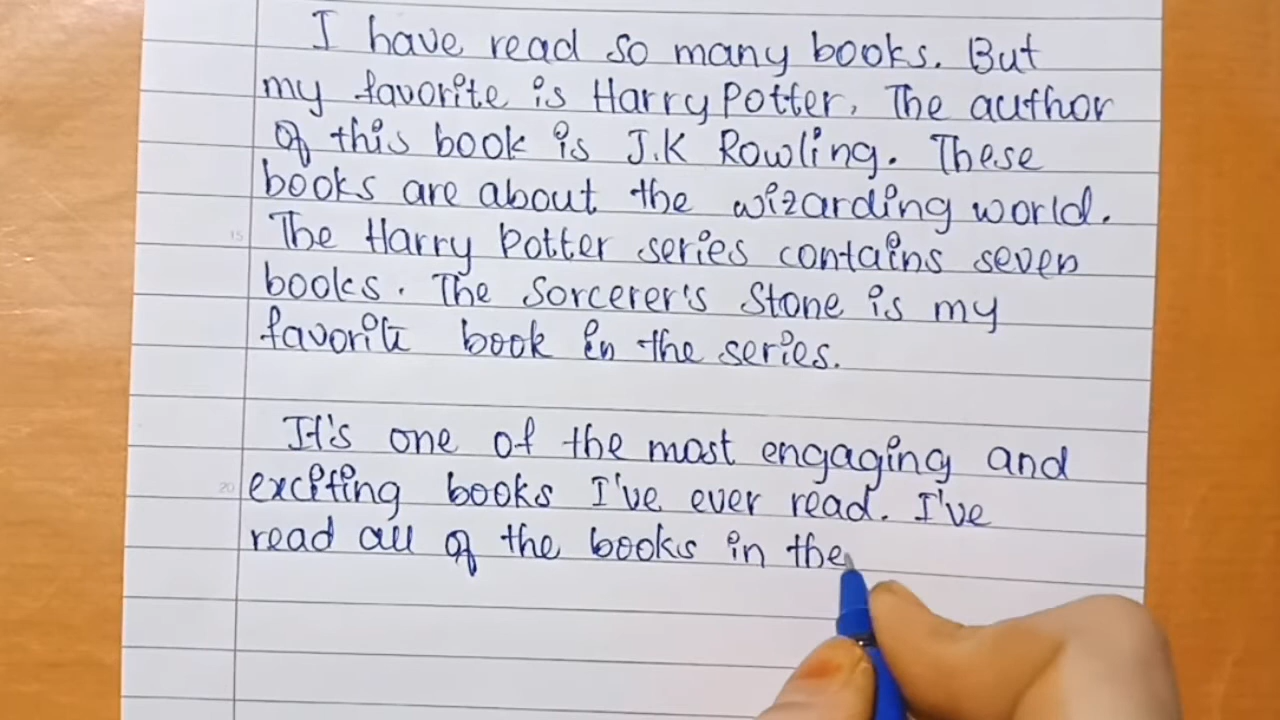 I have read so many books. But
my favorite is Harry Potter. The author
of this book is J.K Rowling. These
books are about the wizarding world.
15
The Harry Potter series contains seven
books. The Sorcerer's Stone is my
favorite book in the series.
It's one of the most engaging and
20
exciting books I've ever read. I've
read all of the books in the